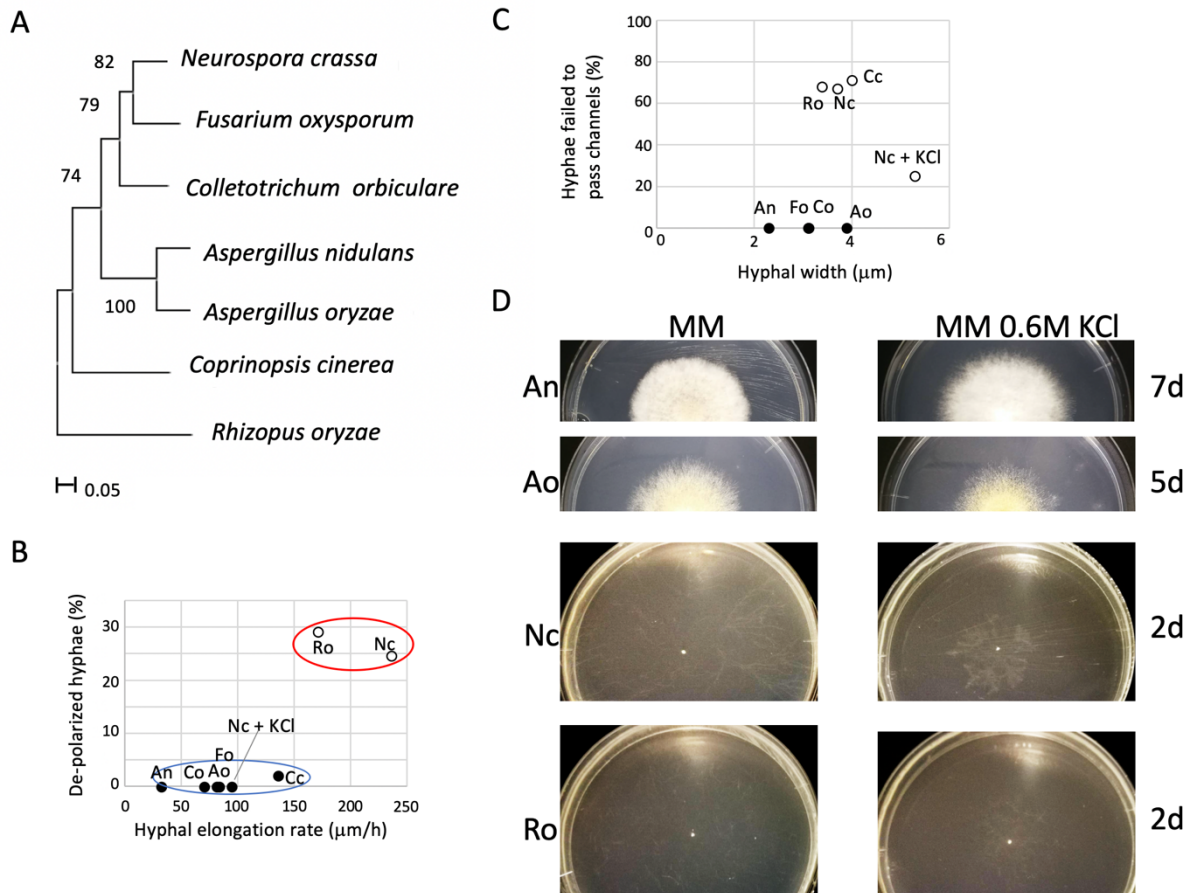 A
82
Neurospora crassa
79
Fusarium oxysporum
74
Colletotrichum orbiculare
Aspergillus nidulans
100
Aspergillus oryzae
Coprinopsis cinerea
Rhizopus oryzae
0.05
B
De-polarized hyphae (%)
30
20
30
10
0
Ro
Nc
Nc + KCl
Fo
An
Co
Ao
Cc
0
50
100
150
200
250
Hyphal elongation rate (μm/h)
C
Hyphae failed to
pass channels (%)
100
80
60
40
20
0
Cc
Ro
Nc
Nc + KCl
An
Fo
Co
Ao
0
2
4
6
Hyphal width (μm)
D
MM
MM 0.6M KCl
An
7d
Ao
5d
Nc
2d
Ro
2d